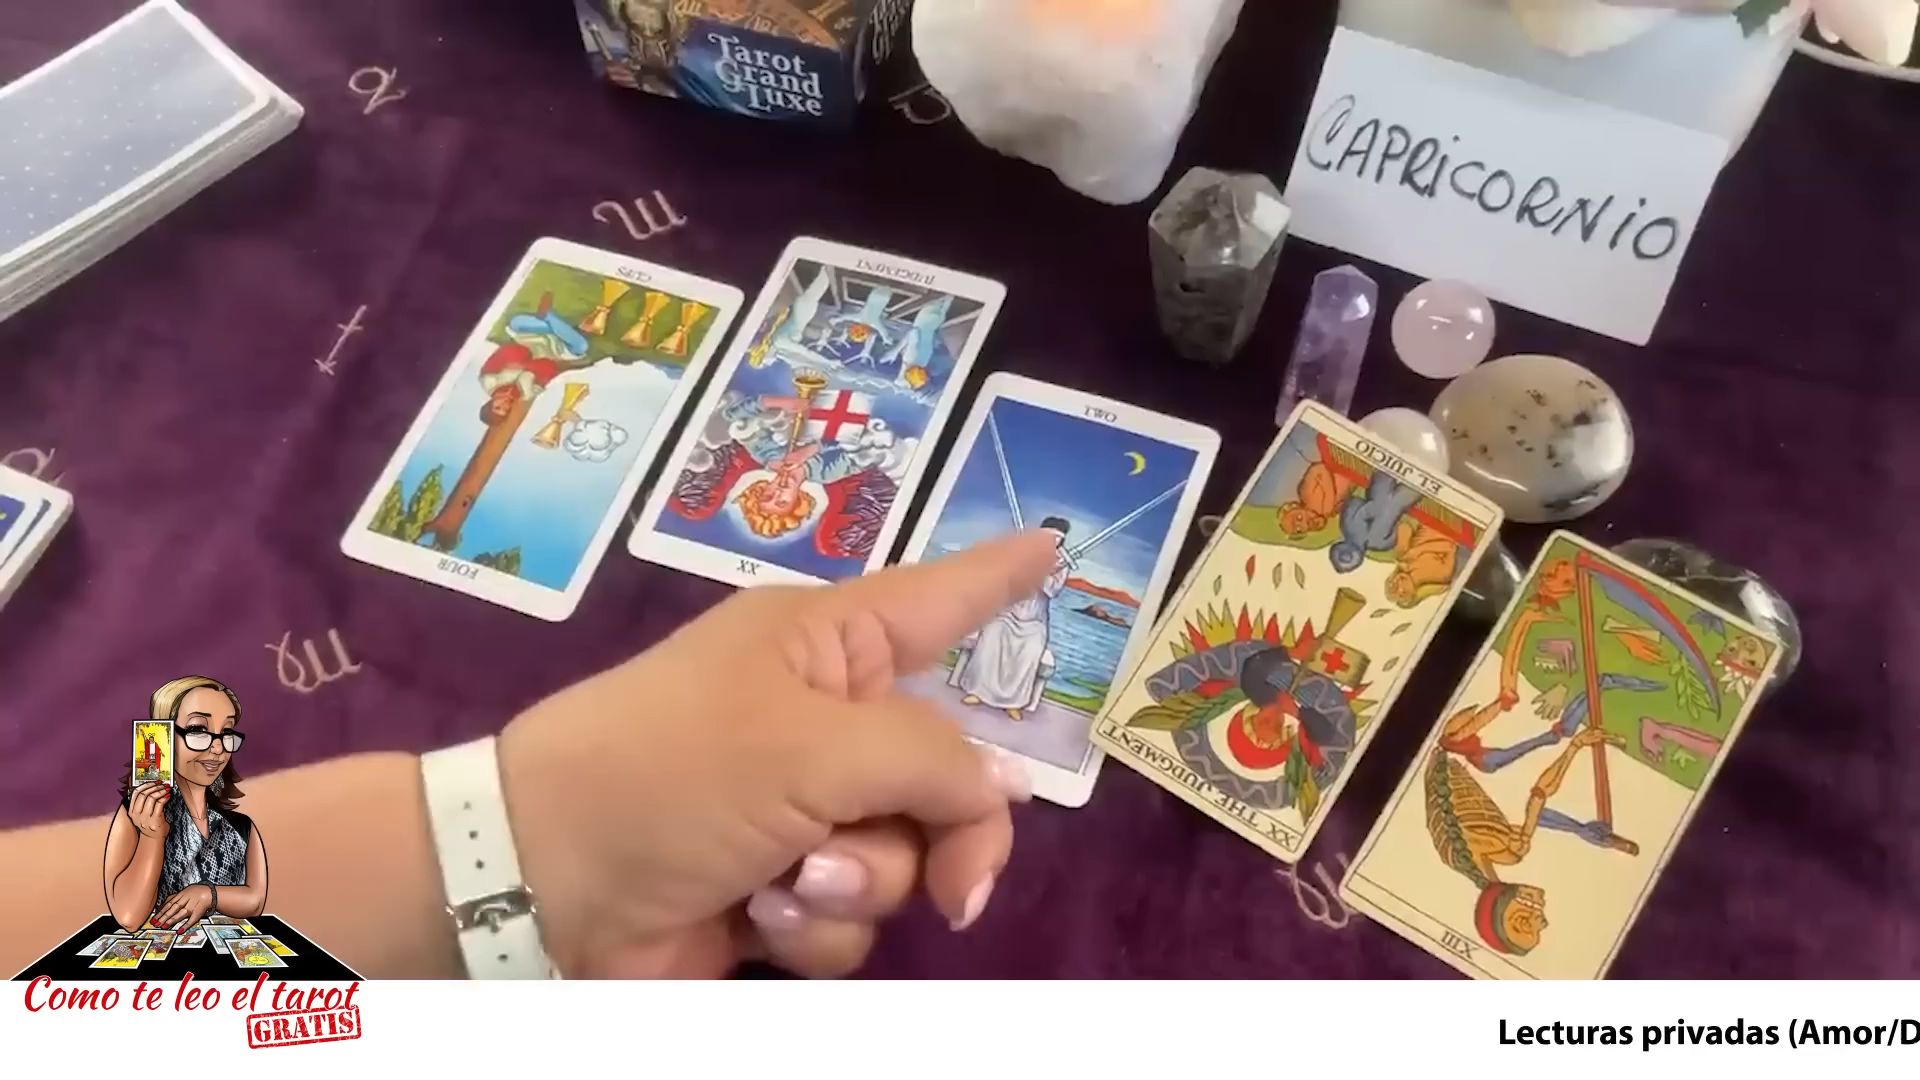 Tarot
Grand
Luxe
CAPRICORNIO
CUPS
FOUR
JUDGEMENT
XX
TWO
EL JUICIO
XX THE JUDGMENT
XIII
Como te leo el tarot
GRATIS
Lecturas privadas (Amor/D